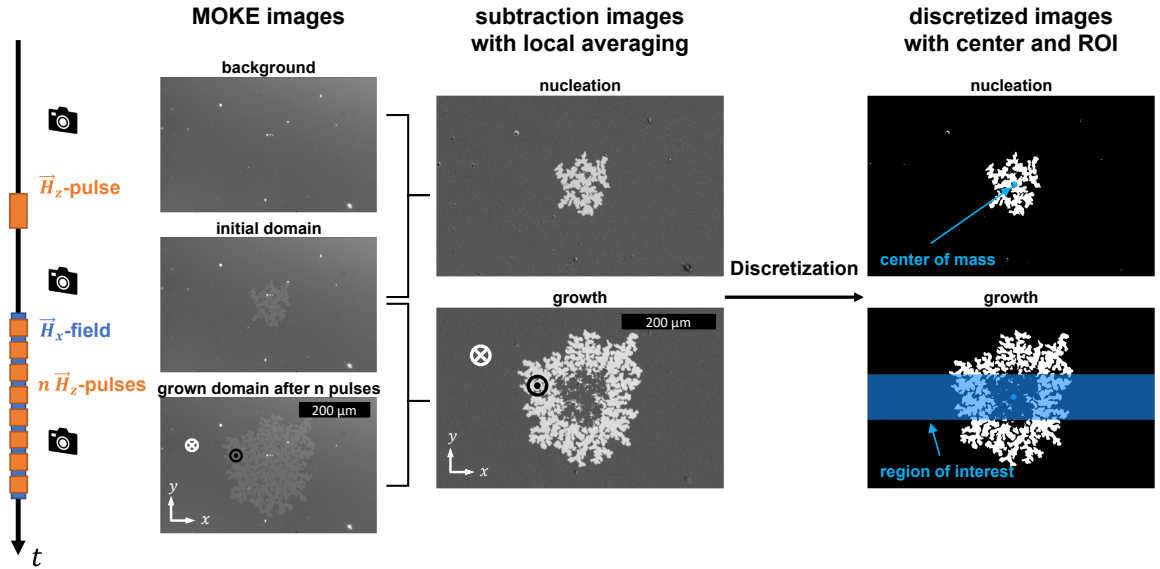 MOKE images
subtraction images
with local averaging
discretized images
with center and ROI
background
nucleation
nucleation
H⃗z-pulse
initial domain
center of mass
Discretization
growth
growth
200 µm
H⃗x-field
n H⃗z-pulses
grown domain after n pulses
200 µm
y
x
y
x
region of interest
t